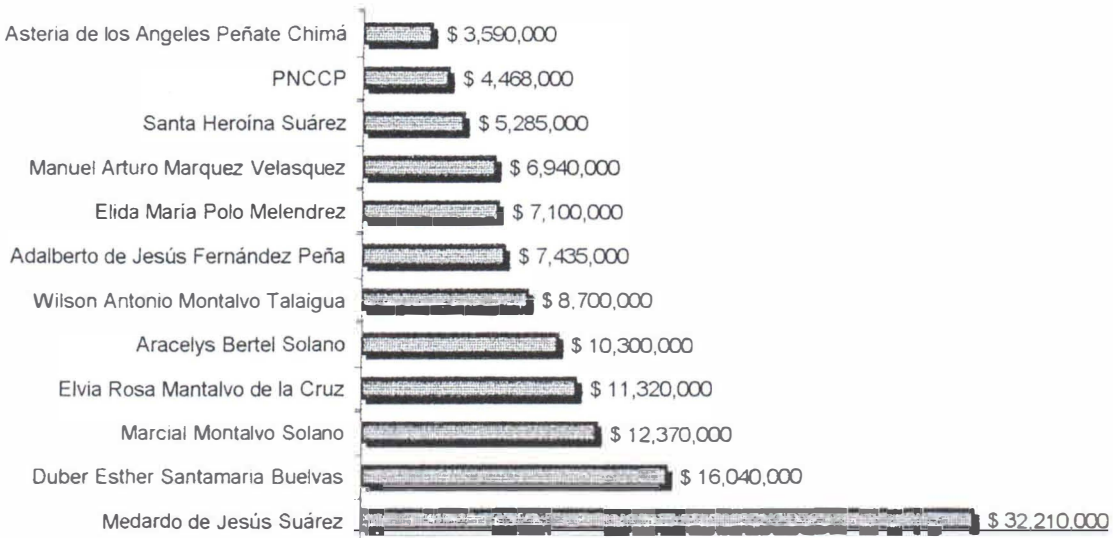 Asteria de los Angeles Peñate Chimá $ 3,590,000
PNCCP $ 4,468,000
Santa Heroína Suárez $ 5,285,000
Manuel Arturo Marquez Velasquez $ 6,940,000
Elida María Polo Melendrez $ 7,100,000
Adalberto de Jesús Fernández Peña $ 7,435,000
Wilson Antonio Montalvo Talaigua $ 8,700,000
Aracelys Bertel Solano $ 10,300,000
Elvia Rosa Mantalvo de la Cruz $ 11,320,000
Marcial Montalvo Solano $ 12,370,000
Duber Esther Santamaria Buelvas $ 16,040,000
Medardo de Jesús Suárez $ 32,210,000